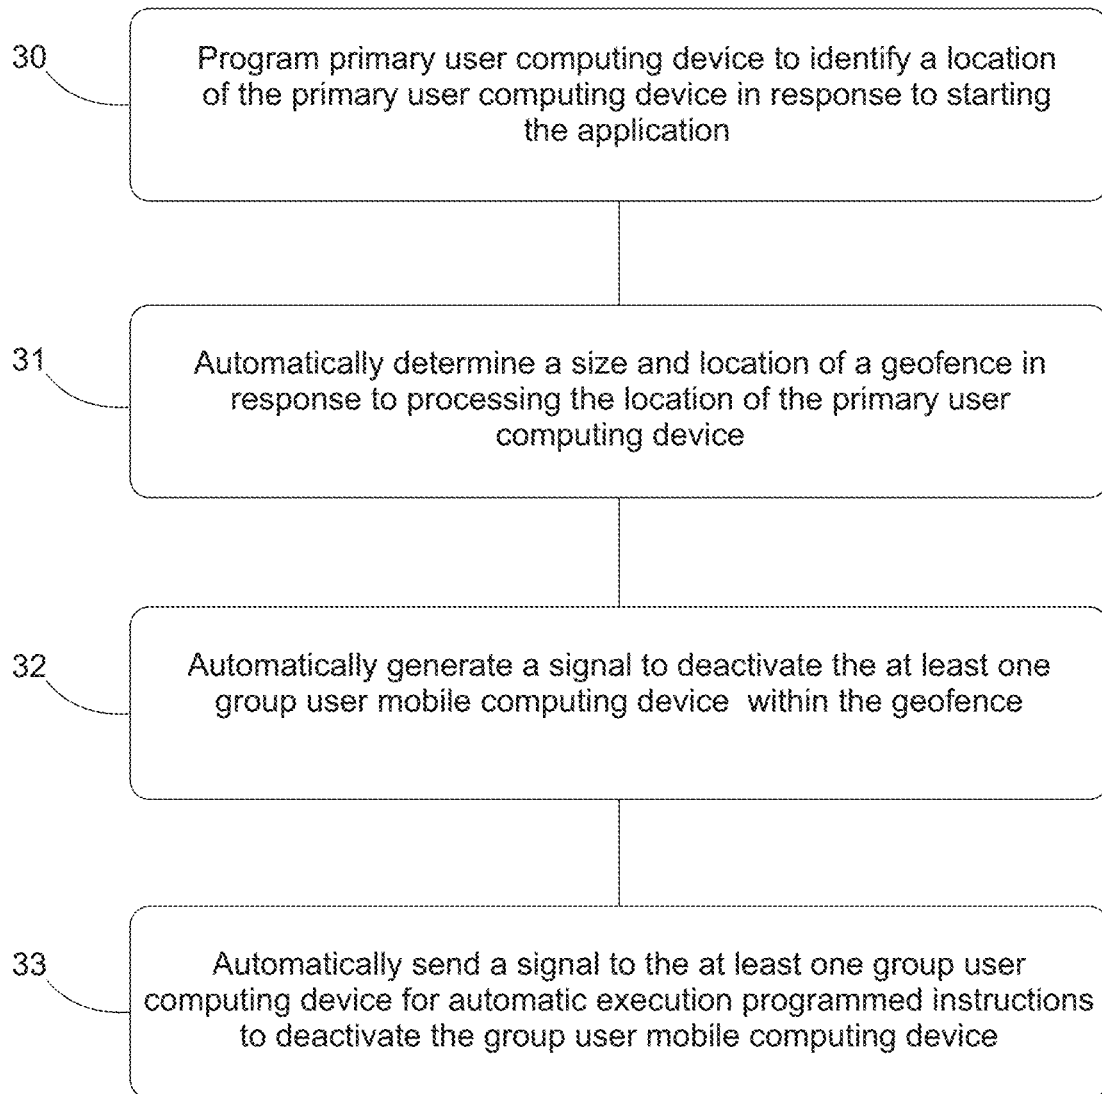 30
Program primary user computing device to identify a location
of the primary user computing device in response to starting
the application
31
Automatically determine a size and location of a geofence in
response to processing the location of the primary user
computing device
32
Automatically generate a signal to deactivate the at least one
group user mobile computing device within the geofence
33
Automatically send a signal to the at least one group user
computing device for automatic execution programmed instructions
to deactivate the group user mobile computing device